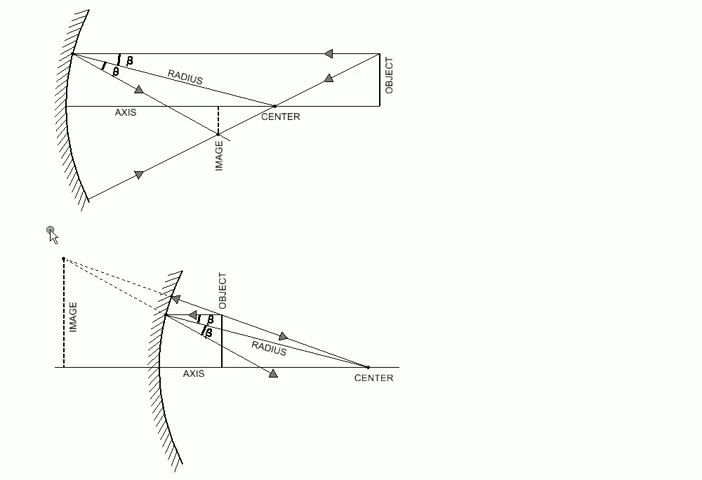 β
β
RADIUS
OBJECT
AXIS
CENTER
IMAGE
OBJECT
IMAGE
β
β
RADIUS
AXIS
CENTER